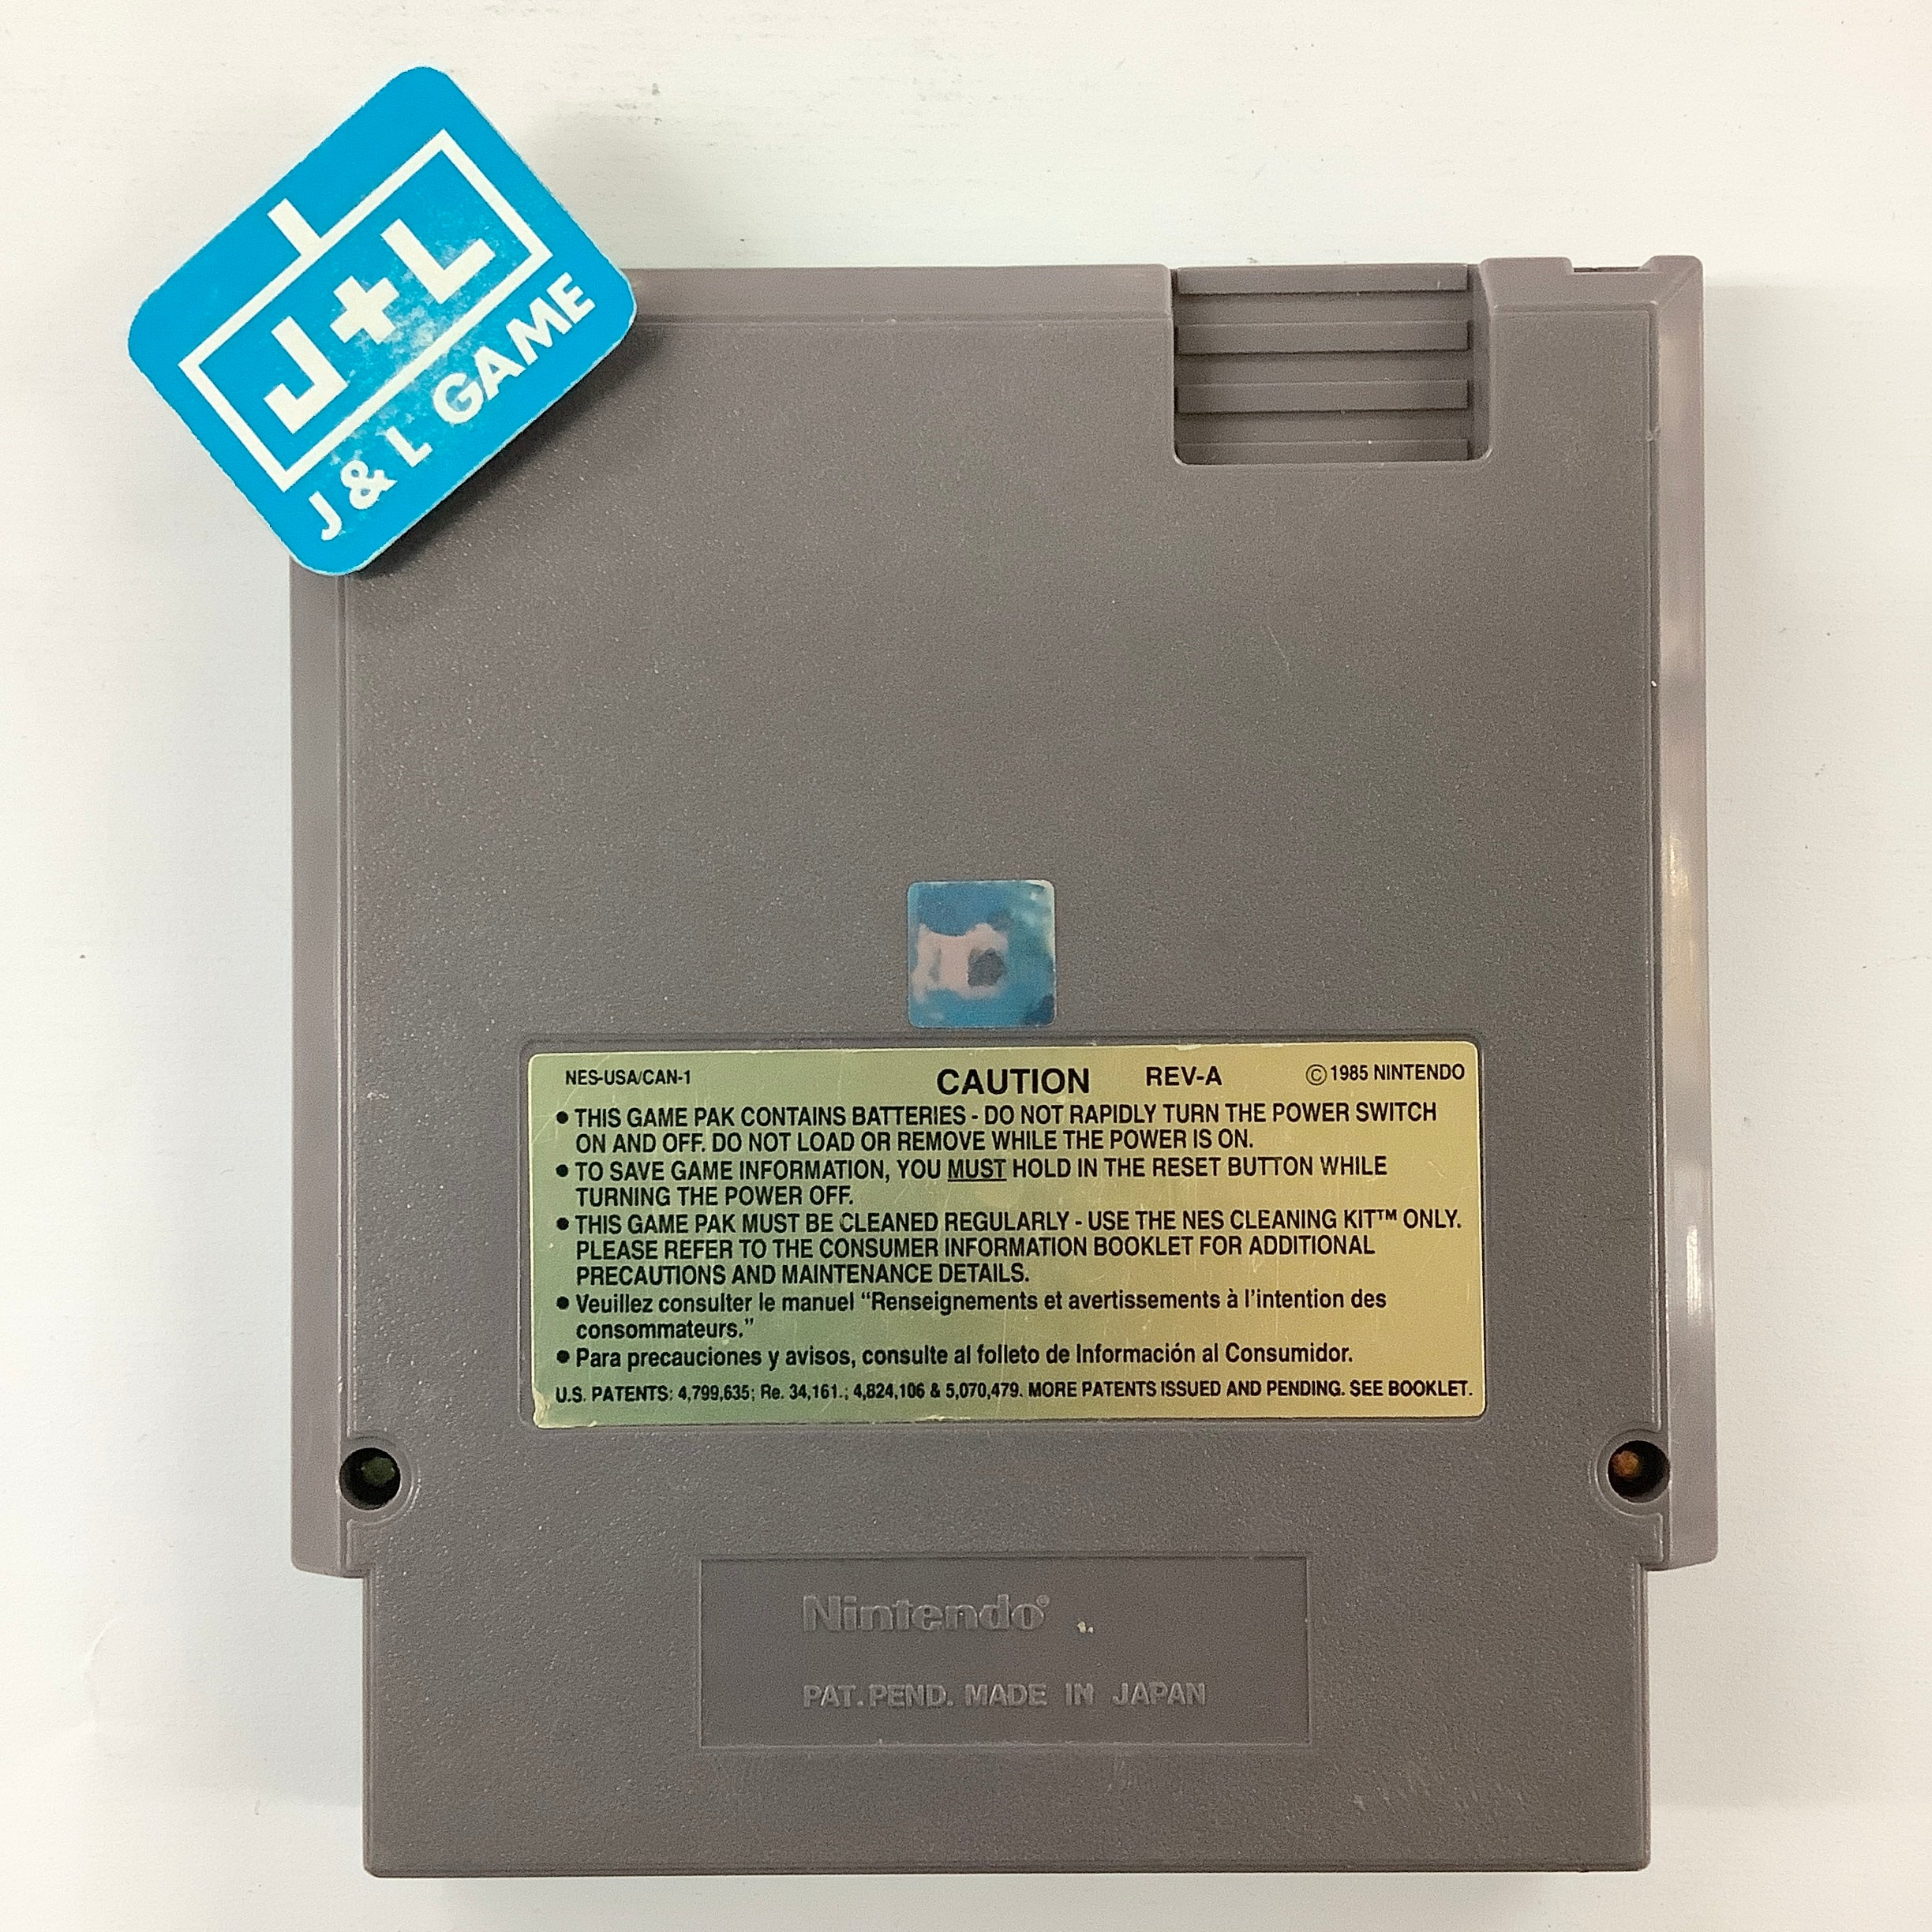 J+L
J & L GAME
NES-USA/CAN-1 CAUTION REV-A ©1985 NINTENDO
● THIS GAME PAK CONTAINS BATTERIES - DO NOT RAPIDLY TURN THE POWER SWITCH
ON AND OFF. DO NOT LOAD OR REMOVE WHILE THE POWER IS ON.
● TO SAVE GAME INFORMATION, YOU MUST HOLD IN THE RESET BUTTON WHILE
TURNING THE POWER OFF.
● THIS GAME PAK MUST BE CLEANED REGULARLY - USE THE NES CLEANING KIT™ ONLY.
PLEASE REFER TO THE CONSUMER INFORMATION BOOKLET FOR ADDITIONAL
PRECAUTIONS AND MAINTENANCE DETAILS.
● Veuillez consulter le manuel “Renseignements et avertissements à l’intention des
consommateurs.”
● Para precauciones y avisos, consulte al folleto de Información al Consumidor.
U.S. PATENTS: 4,799,635; Re. 34,161.; 4,824,106 & 5,070,479. MORE PATENTS ISSUED AND PENDING. SEE BOOKLET.
Nintendo®
PAT. PEND. MADE IN JAPAN